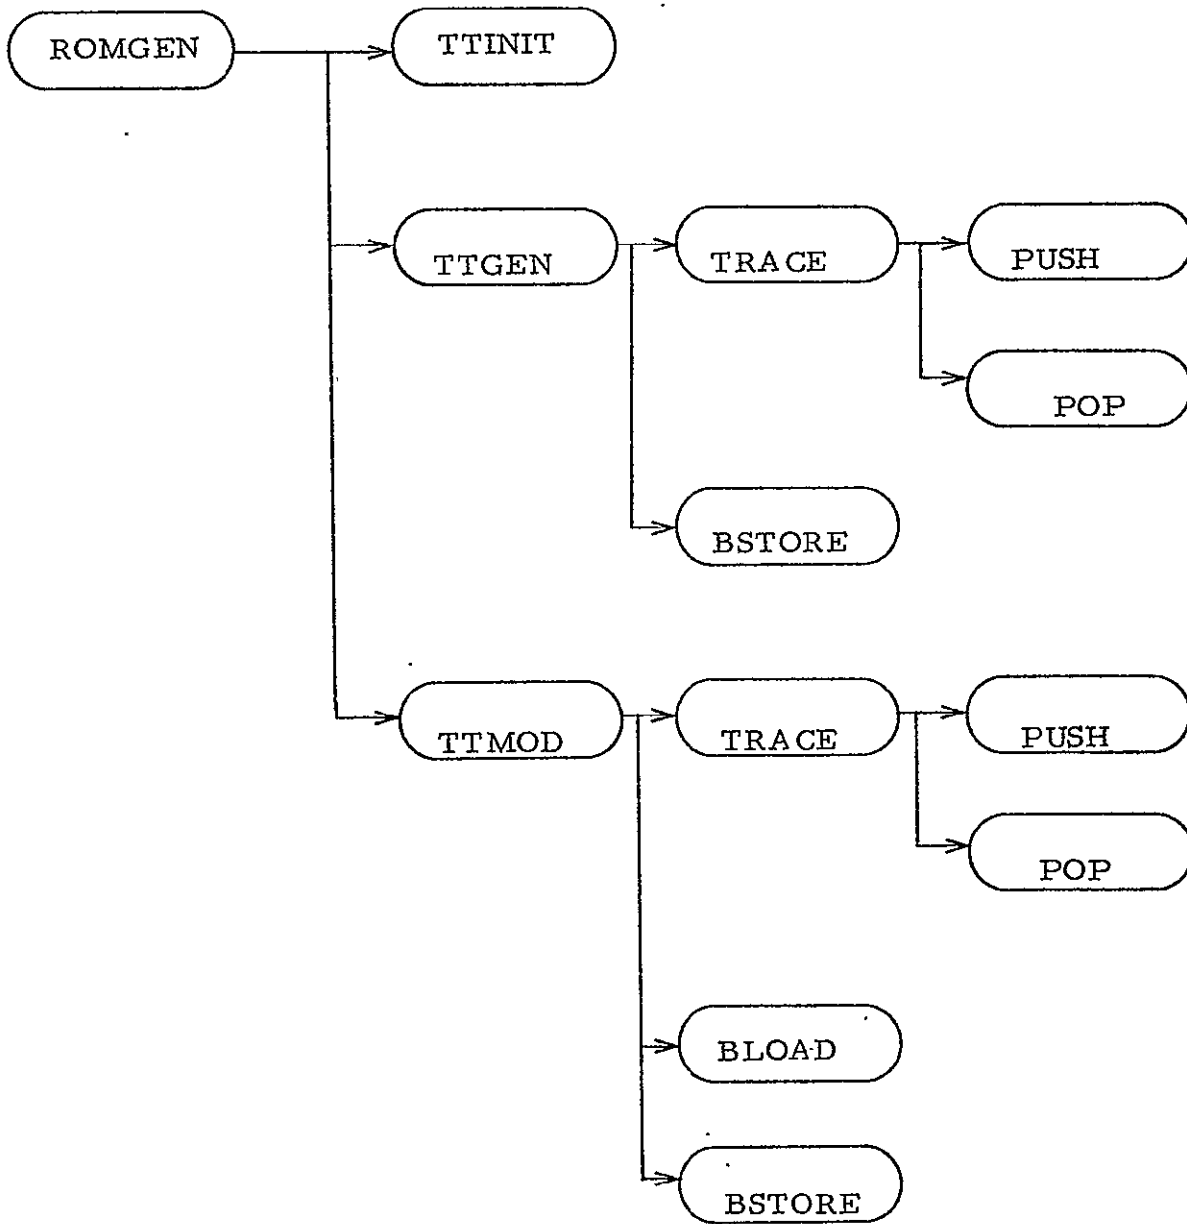 ROMGEN
TTINIT
TTGEN
TRACE
PUSH
POP
BSTORE
TTMOD
TRACE
PUSH
POP
BLOAD
BSTORE